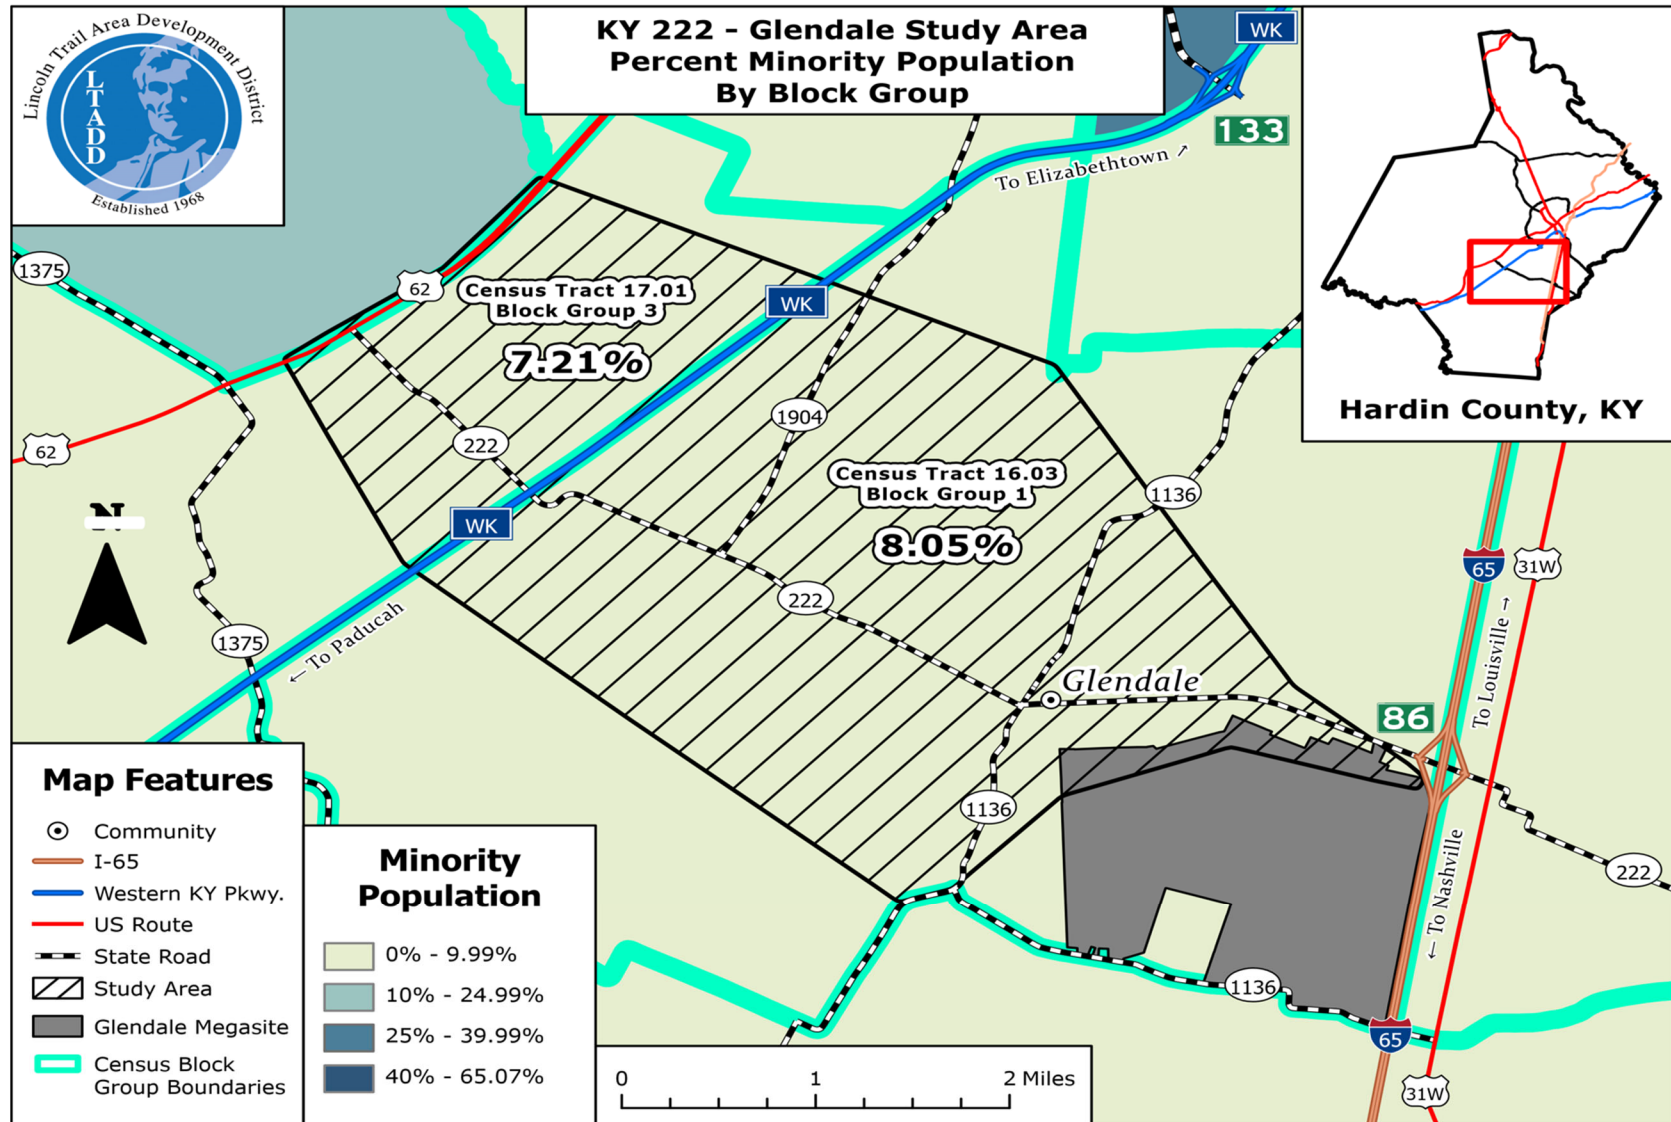 Lincoln Trail Area Development District
LTADD
Established 1968
KY 222 - Glendale Study Area
Percent Minority Population
By Block Group
WK
133
To Elizabethtown ↗
Hardin County, KY
1375
62
Census Tract 17.01
Block Group 3
7.21%
WK
1904
222
62
Census Tract 16.03
Block Group 1
8.05%
1136
N
WK
65
31W
222
1375
← To Paducah
To Louisville →
Glendale
86
1136
← To Nashville
222
1136
65
31W
Map Features
Community
I-65
Western KY Pkwy.
US Route
State Road
Study Area
Glendale Megasite
Census Block
Group Boundaries
Minority
Population
0% - 9.99%
10% - 24.99%
25% - 39.99%
40% - 65.07%
0 1 2 Miles